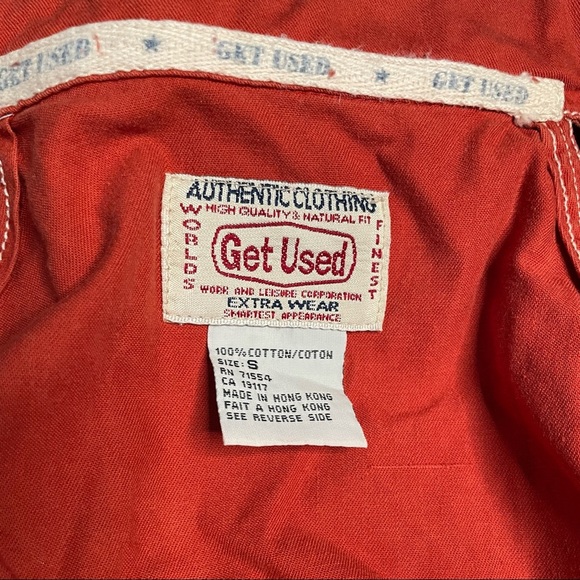 GET USED ★ GET USED ★ GET USED
AUTHENTIC CLOTHING
HIGH QUALITY & NATURAL FIT
WORLDS
Get Used
FINEST
WORK AND LEISURE CORPORATION
EXTRA WEAR
SMARTEST APPEARANCE
100% COTTON/COTON
SIZE: S
RN 71554
CA 19117
MADE IN HONG KONG
FAIT A HONG KONG
SEE REVERSE SIDE